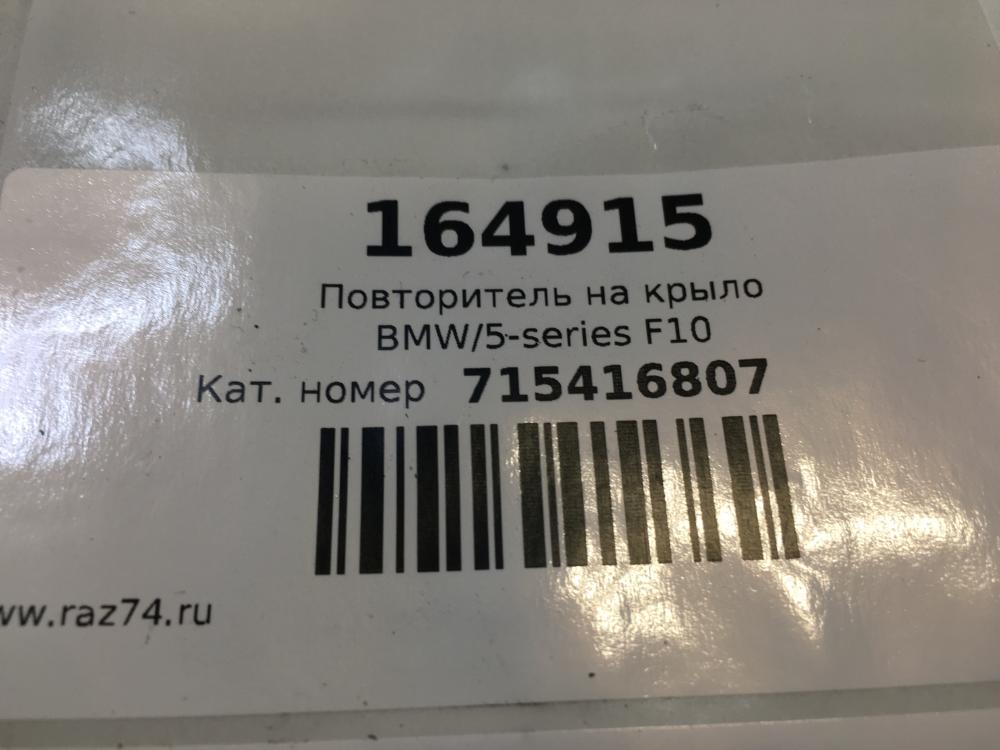 164915
Повторитель на крыло
BMW/5-series F10
Кат. номер 715416807
ww.raz74.ru